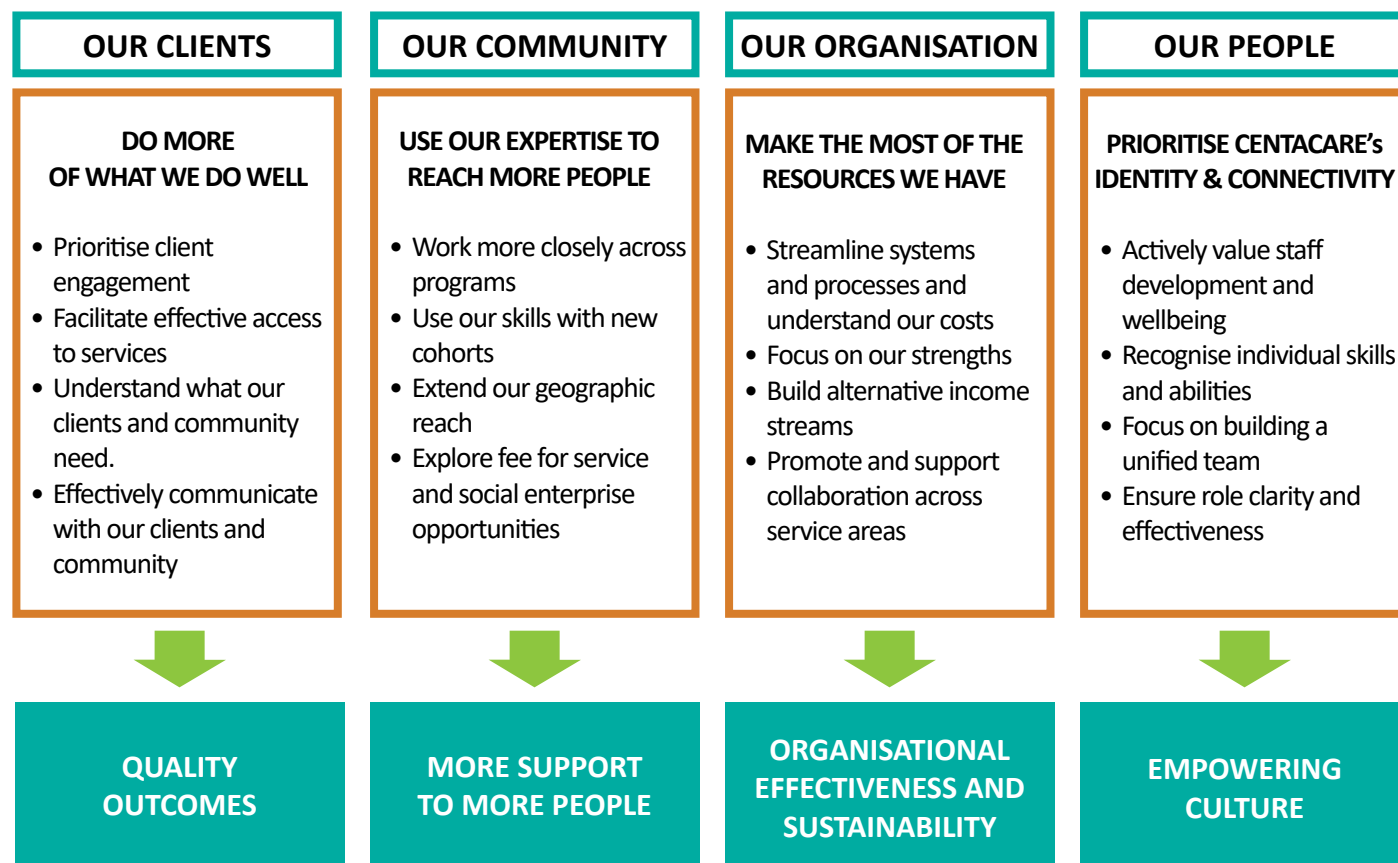 OUR CLIENTS
DO MORE
OF WHAT WE DO WELL
• Prioritise client
engagement
• Facilitate effective access
to services
• Understand what our
clients and community
need.
• Effectively communicate
with our clients and
community
QUALITY
OUTCOMES
OUR COMMUNITY
USE OUR EXPERTISE TO
REACH MORE PEOPLE
• Work more closely across
programs
• Use our skills with new
cohorts
• Extend our geographic
reach
• Explore fee for service
and social enterprise
opportunities
MORE SUPPORT
TO MORE PEOPLE
OUR ORGANISATION
MAKE THE MOST OF THE
RESOURCES WE HAVE
• Streamline systems
and processes and
understand our costs
• Focus on our strengths
• Build alternative income
streams
• Promote and support
collaboration across
service areas
ORGANISATIONAL
EFFECTIVENESS AND
SUSTAINABILITY
OUR PEOPLE
PRIORITISE CENTACARE's
IDENTITY & CONNECTIVITY
• Actively value staff
development and
wellbeing
• Recognise individual skills
and abilities
• Focus on building a
unified team
• Ensure role clarity and
effectiveness
EMPOWERING
CULTURE